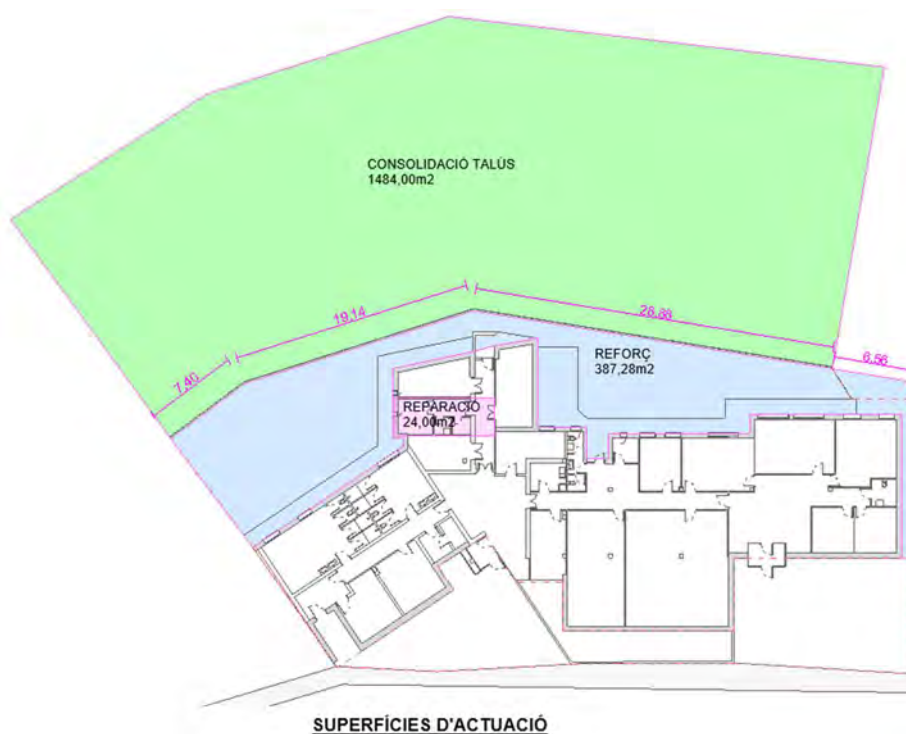 CONSOLIDACIÓ TALÚS
1484,00m2
19,14
28,88
7,40
6,56
REFORÇ
387,28m2
REPARACIÓ
24,00m2
SUPERFÍCIES D'ACTUACIÓ